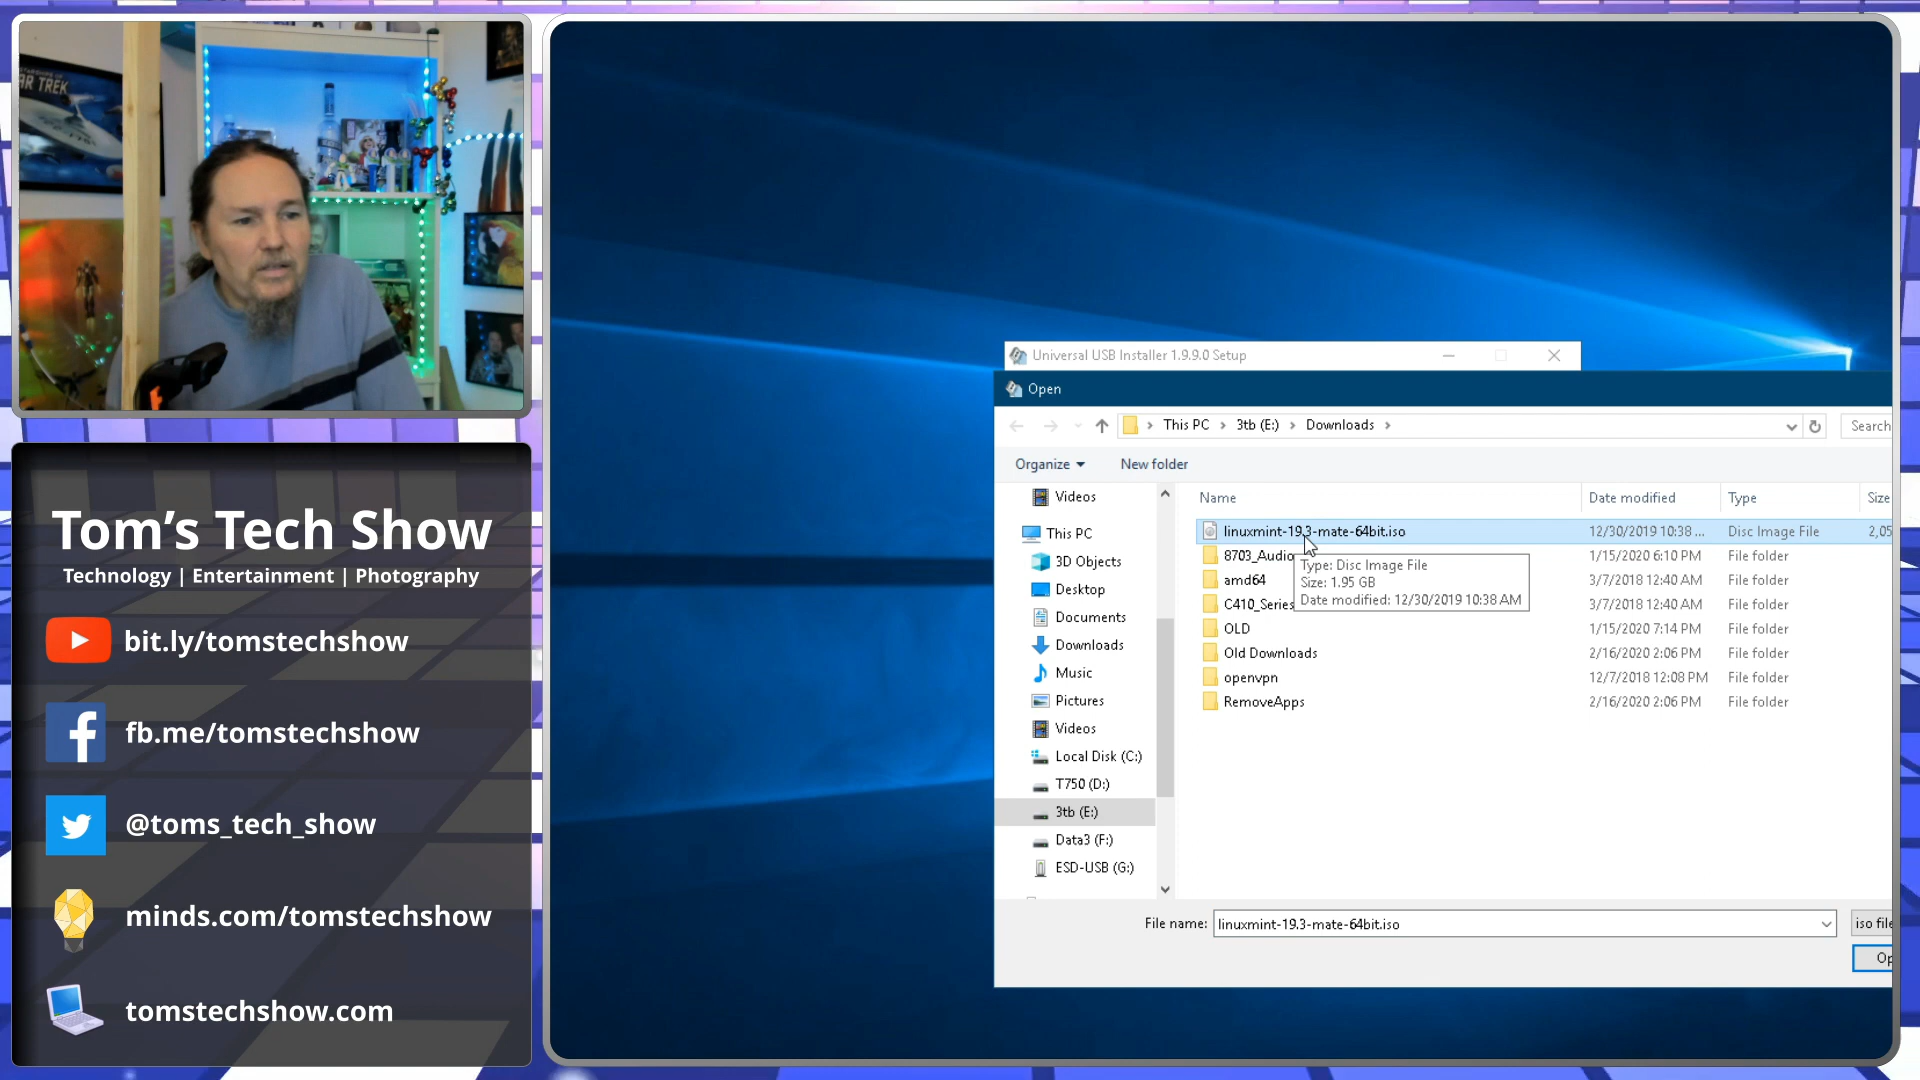 STAR TREK
Tom's Tech Show
Technology | Entertainment | Photography
bit.ly/tomstechshow
fb.me/tomstechshow
@toms_tech_show
minds.com/tomstechshow
tomstechshow.com
Universal USB Installer 1.9.9.0 Setup
Open
This PC > 3tb (E:) > Downloads >
Search
Organize
New folder
Videos
This PC
3D Objects
Desktop
Documents
Downloads
Music
Pictures
Videos
Local Disk (C:)
T750 (D:)
3tb (E:)
Data3 (F:)
ESD-USB (G:)
Name Date modified Type Size
linuxmint-19.3-mate-64bit.iso 12/30/2019 10:38 ... Disc Image File 2,05
8703_Audio 1/15/2020 6:10 PM File folder
amd64 3/7/2018 12:40 AM File folder
C410_Series 3/7/2018 12:40 AM File folder
OLD 1/15/2020 7:14 PM File folder
Old Downloads 2/16/2020 2:06 PM File folder
openvpn 12/7/2018 12:08 PM File folder
RemoveApps 2/16/2020 2:06 PM File folder
Type: Disc Image File
Size: 1.95 GB
Date modified: 12/30/2019 10:38 AM
File name: linuxmint-19.3-mate-64bit.iso
iso file
Op